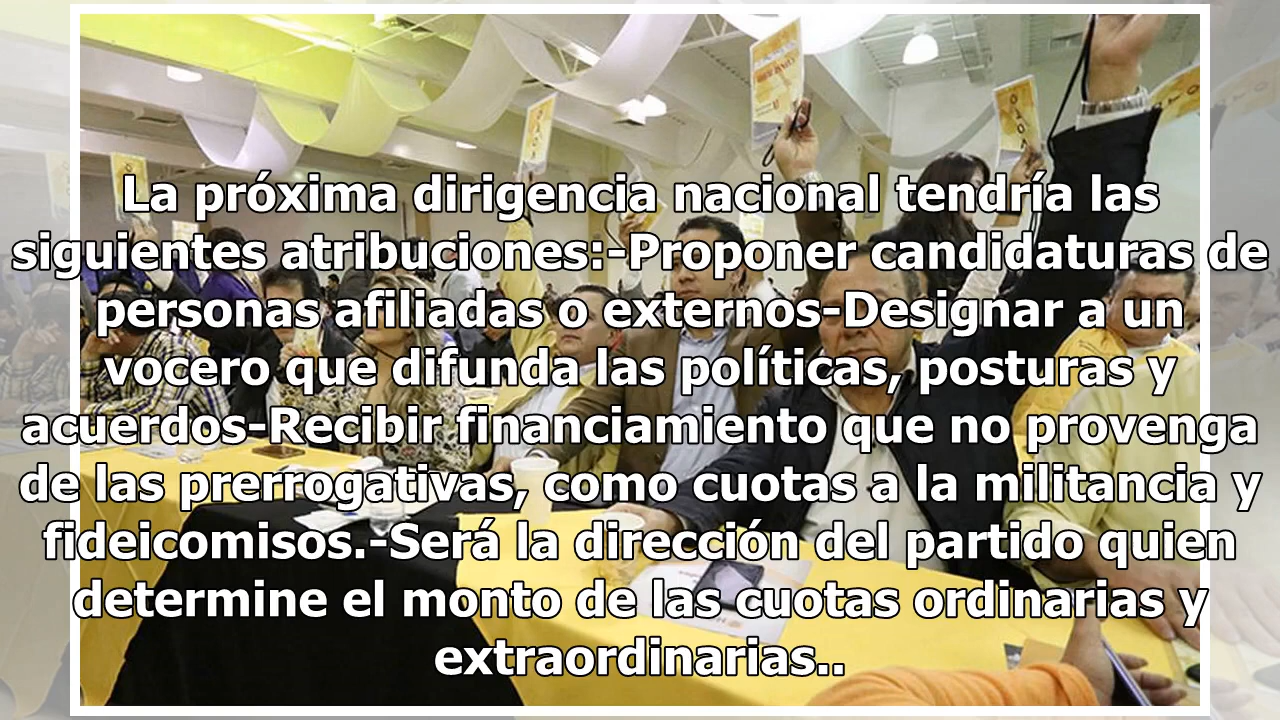 La próxima dirigencia nacional tendría las
siguientes atribuciones:-Proponer candidaturas de
personas afiliadas o externos-Designar a un
vocero que difunda las políticas, posturas y
acuerdos-Recibir financiamiento que no provenga
de las prerrogativas, como cuotas a la militancia y
fideicomisos.-Será la dirección del partido quien
determine el monto de las cuotas ordinarias y
extraordinarias..